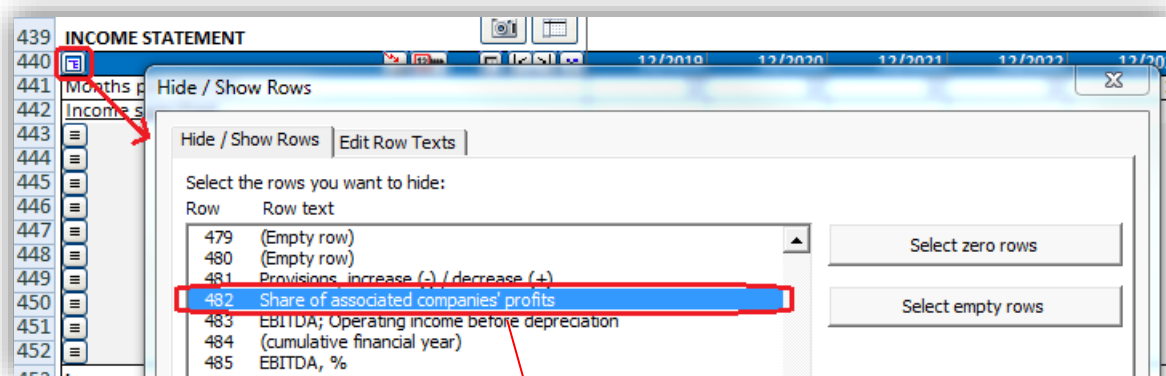 439 INCOME STATEMENT
440 12/2019 12/2020 12/2021 12/2022 12/20
441 Months p
Hide / Show Rows
442 Income s
443
Hide / Show Rows Edit Row Texts
444
445 Select the rows you want to hide:
446 Row Row text
447 479 (Empty row)
448 480 (Empty row)
Select zero rows
449 481 Provisions, increase (-) / decrease (+)
450 482 Share of associated companies' profits
Select empty rows
451 483 EBITDA; Operating income before depreciation
452 484 (cumulative financial year)
485 EBITDA, %